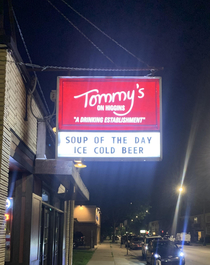 Tommy's
ON HIGGINS
"A DRINKING ESTABLISHMENT"
SOUP OF THE DAY
ICE COLD BEER